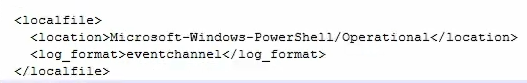 <localfile>
  <location>Microsoft-Windows-PowerShell/Operational</location>
  <log_format>eventchannel</log_format>
</localfile>